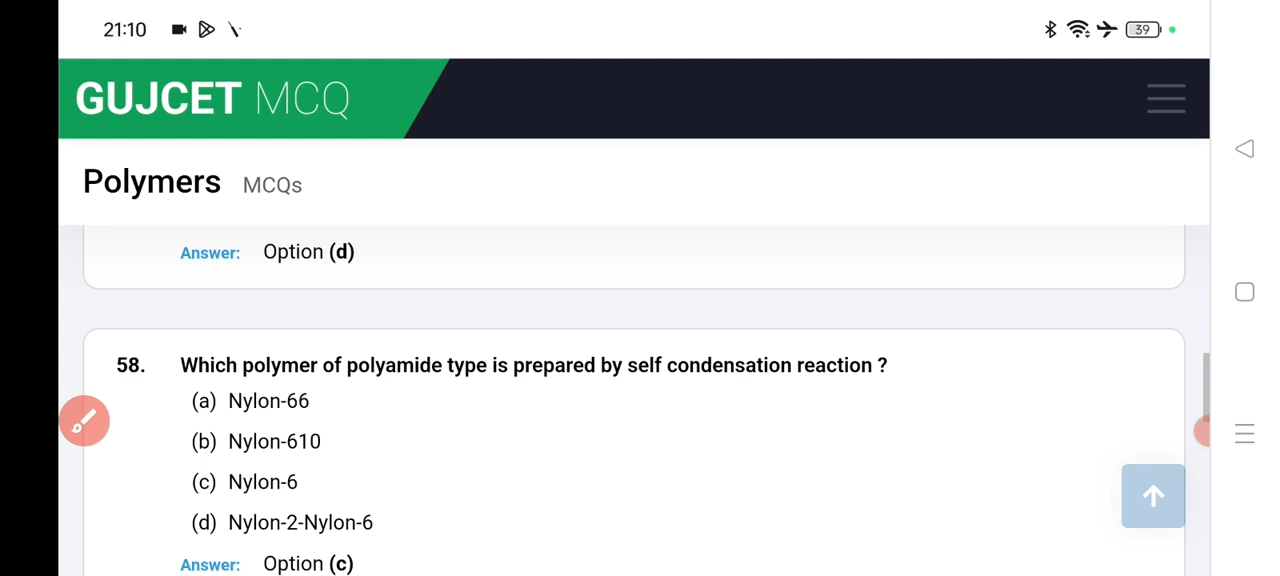 21:10
39
GUJCET MCQ
Polymers MCQs
Answer: Option (d)
58. Which polymer of polyamide type is prepared by self condensation reaction ?
(a) Nylon-66
(b) Nylon-610
(c) Nylon-6
(d) Nylon-2-Nylon-6
Answer: Option (c)